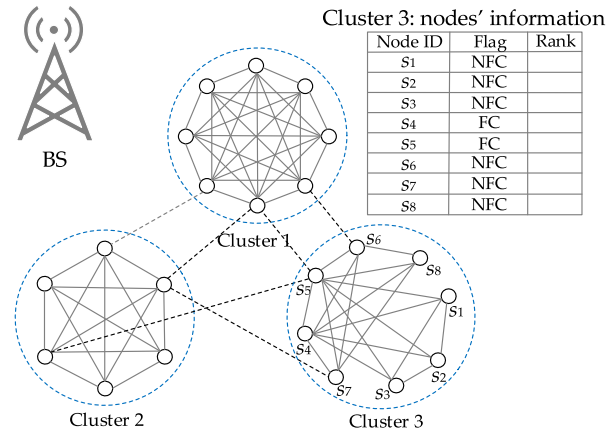 Cluster 3: nodes' information
Node ID Flag Rank
S1 NFC
S2 NFC
S3 NFC
S4 FC
S5 FC
S6 NFC
S7 NFC
S8 NFC
BS
Cluster 1
S6
S8
S5
S1
S4
S2
S7
S3
Cluster 2
Cluster 3